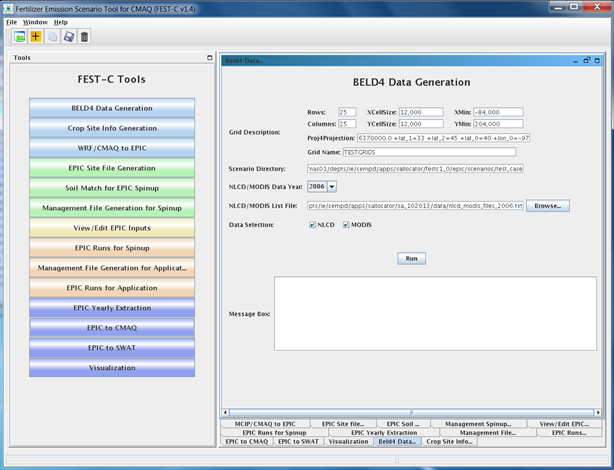 Fertilizer Emission Scenario Tool for CMAQ (FEST-C v1.4)
File Window Help
Tools
FEST-C Tools
BELD4 Data Generation
Crop Site Info Generation
WRF/CMAQ to EPIC
EPIC Site File Generation
Soil Match for EPIC Spinup
Management File Generation for Spinup
View/Edit EPIC Inputs
EPIC Runs for Spinup
Management File Generation for Applicat...
EPIC Runs for Application
EPIC Yearly Extraction
EPIC to CMAQ
EPIC to SWAT
Visualization
Beld4 Data...
BELD4 Data Generation
Grid Description:
Rows: 25 XCellSize: 12,000 XMin: -84,000
Columns: 25 YCellSize: 12,000 YMin: 204,000
Proj4Projection: 6370000.0 +lat_1=33 +lat_2=45 +lat_0=40 +lon_0=-97
Grid Name: TESTGRIDS
Scenario Directory: 'nas01/depts/ie/cempd/apps/sallocator/festc1_0/epic/scenarios/test_case
NLCD/MODIS Data Year: 2006
NLCD/MODIS List File: pts/ie/cempd/apps/sallocator/sa_102013/data/nlcd_modis_files_2006.txt Browse...
Data Selection: NLCD MODIS
Run
Message Box:
MCIP/CMAQ to EPIC EPIC Site File... EPIC Soil ... Management Spinup... View/Edit EPIC...
EPIC Runs for Spinup EPIC Yearly Extraction Management File... EPIC Runs...
EPIC to CMAQ EPIC to SWAT Visualization Beld4 Data... Crop Site Info...